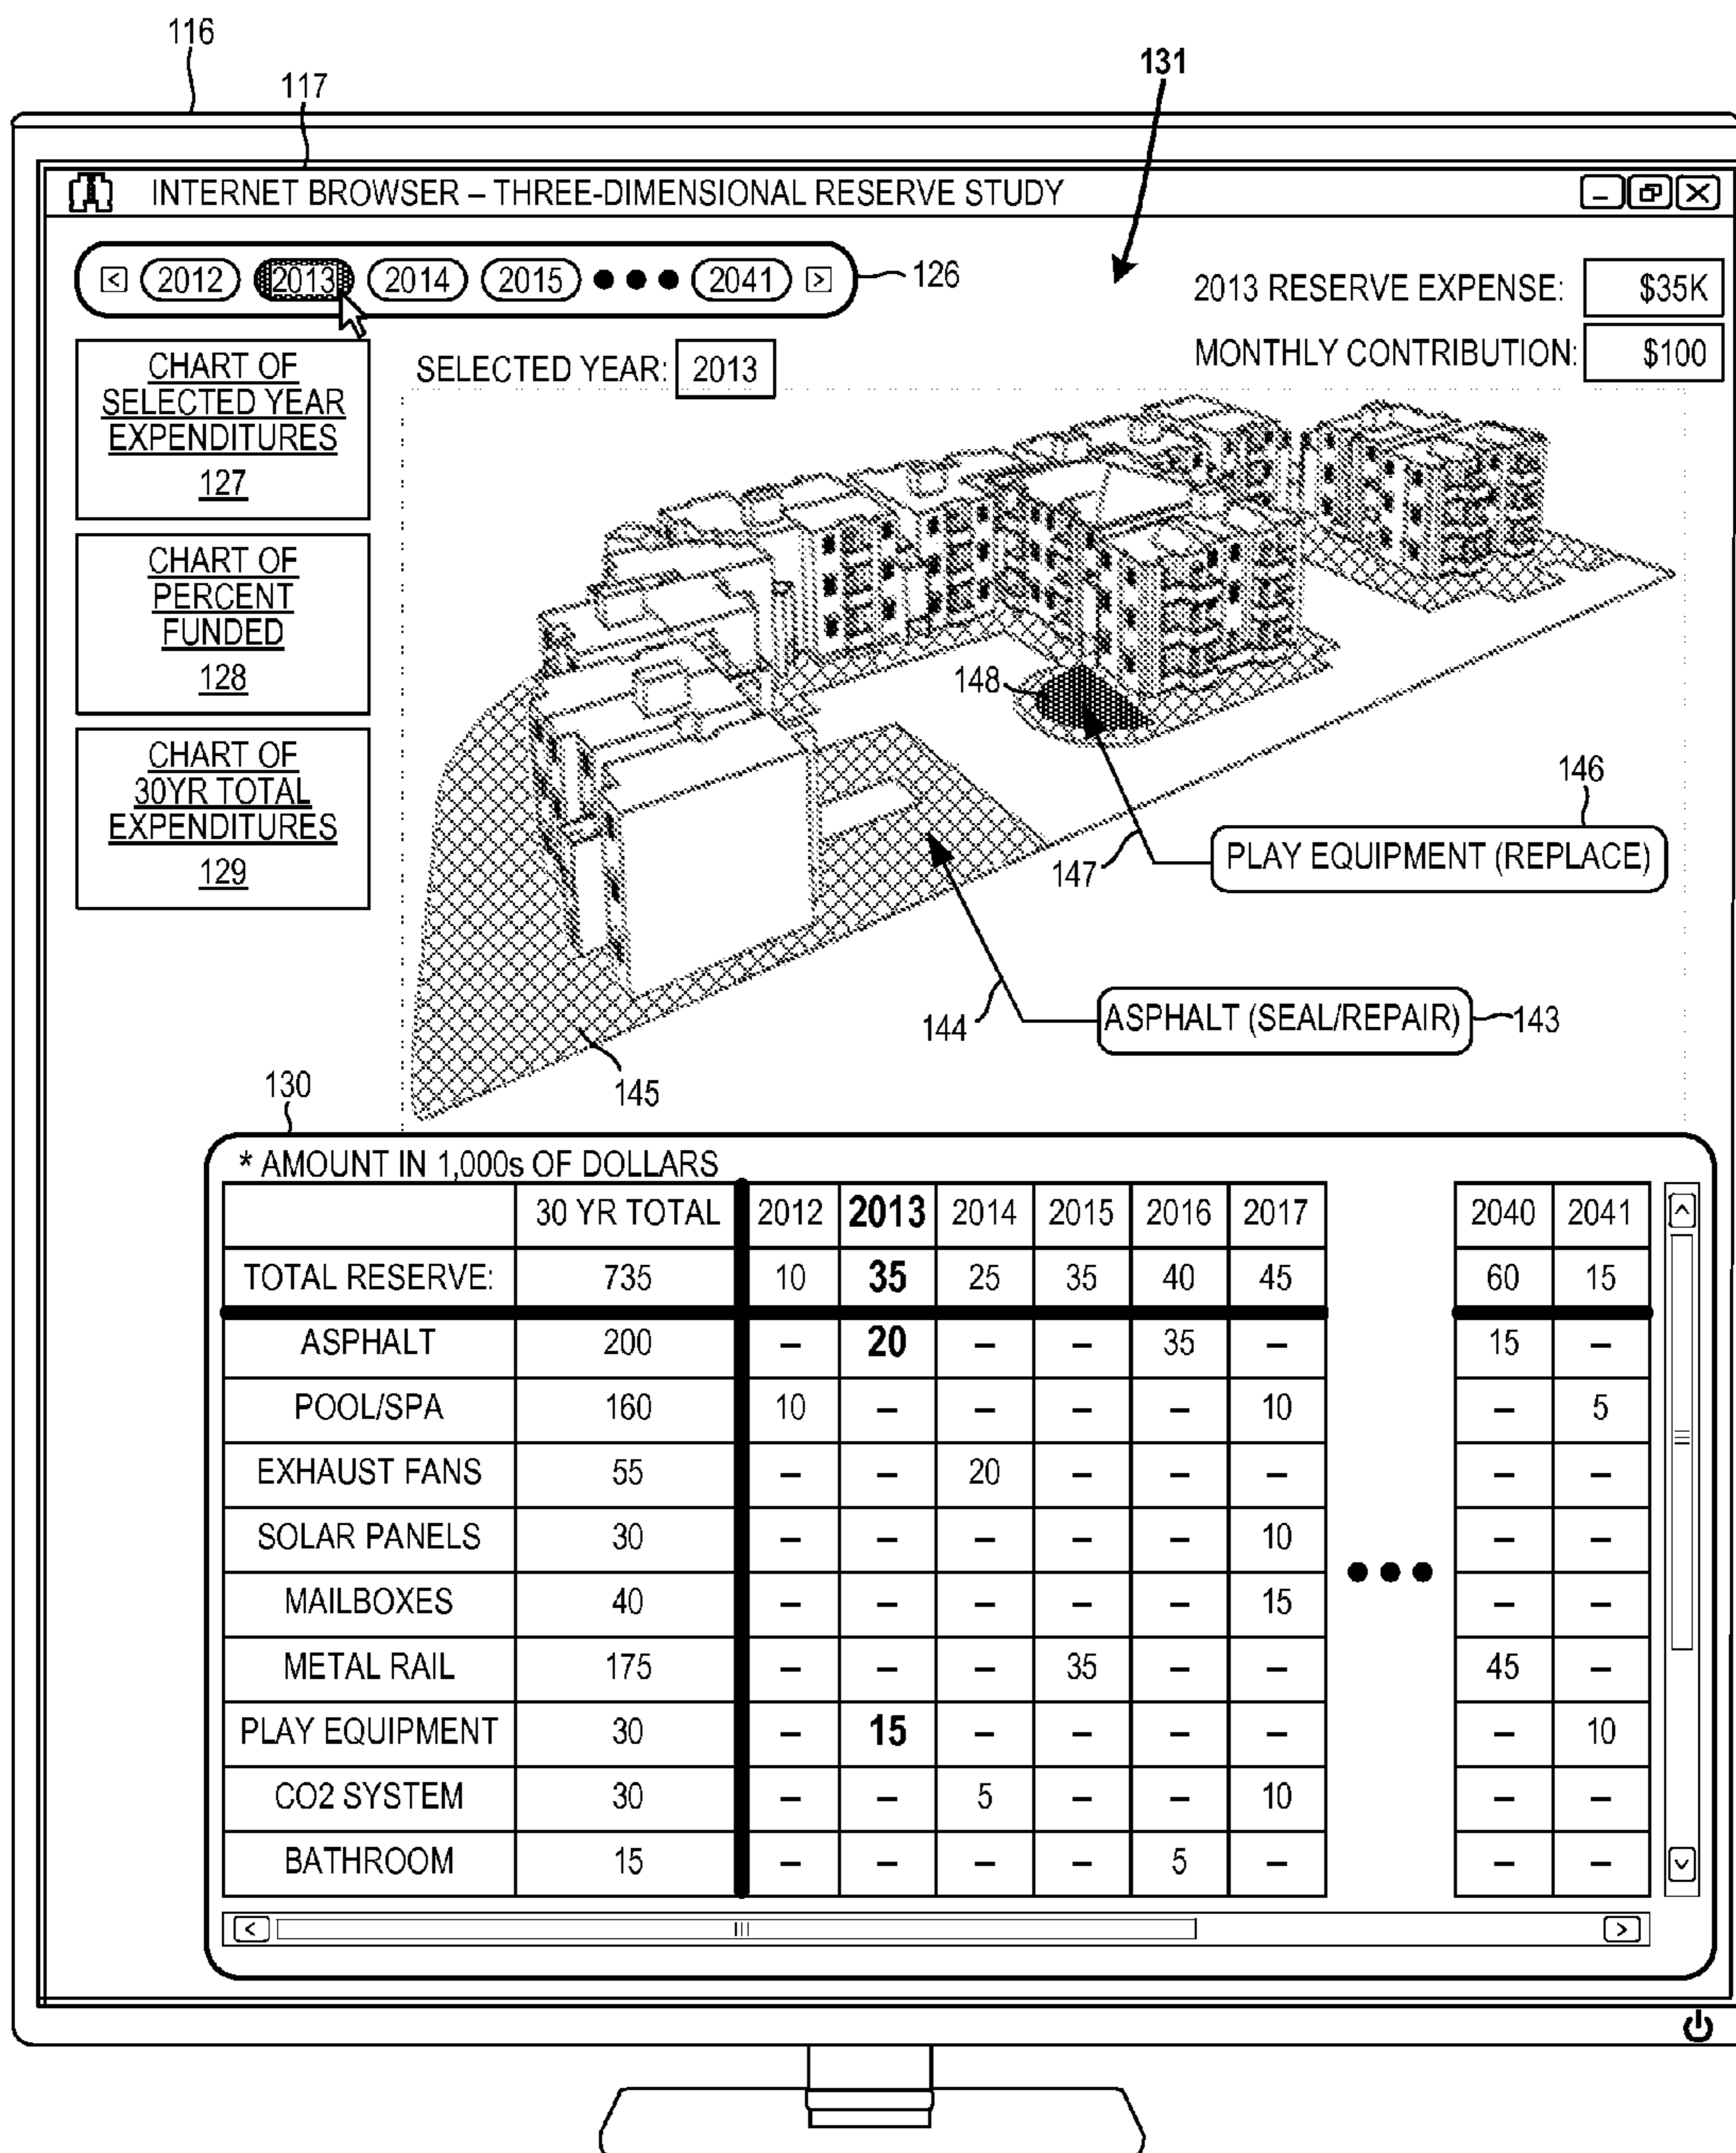 116
117
131
INTERNET BROWSER – THREE-DIMENSIONAL RESERVE STUDY
< 2012 2013 2014 2015 ●●● 2041 >
126
2013 RESERVE EXPENSE: $35K
MONTHLY CONTRIBUTION: $100
SELECTED YEAR: 2013
CHART OF
SELECTED YEAR
EXPENDITURES
127
CHART OF
PERCENT
FUNDED
128
CHART OF
30YR TOTAL
EXPENDITURES
129
148
146
147
PLAY EQUIPMENT (REPLACE)
144
ASPHALT (SEAL/REPAIR)
143
145
130
* AMOUNT IN 1,000s OF DOLLARS
30 YR TOTAL 2012 2013 2014 2015 2016 2017 2040 2041
TOTAL RESERVE: 735 10 35 25 35 40 45 60 15
ASPHALT 200 – 20 – – 35 – 15 –
POOL/SPA 160 10 – – – – 10 – 5
EXHAUST FANS 55 – – 20 – – – – –
SOLAR PANELS 30 – – – – – 10 – –
●●●
MAILBOXES 40 – – – – – 15 – –
METAL RAIL 175 – – – 35 – – 45 –
PLAY EQUIPMENT 30 – 15 – – – – – 10
CO2 SYSTEM 30 – – 5 – – 10 – –
BATHROOM 15 – – – – 5 – – –